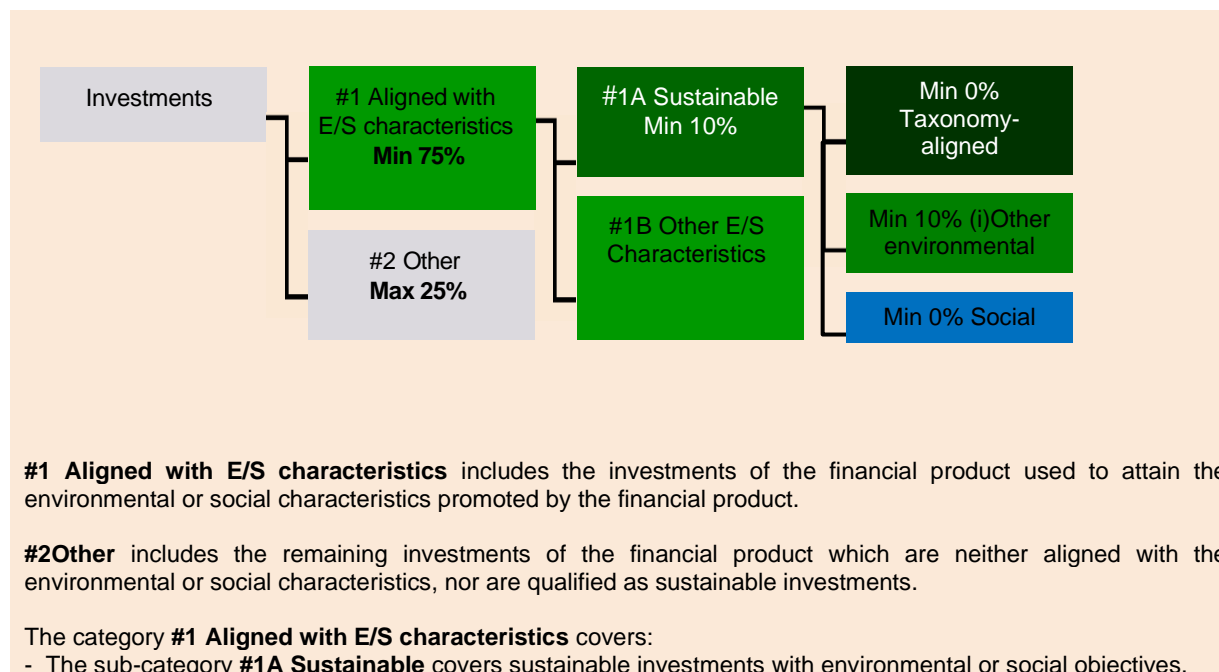 Investments
#1 Aligned with
E/S characteristics
Min 75%
#2 Other
Max 25%
#1A Sustainable
Min 10%
#1B Other E/S
Characteristics
Min 0%
Taxonomy-
aligned
Min 10% (i)Other
environmental
Min 0% Social
#1 Aligned with E/S characteristics includes the investments of the financial product used to attain the
environmental or social characteristics promoted by the financial product.
#2Other includes the remaining investments of the financial product which are neither aligned with the
environmental or social characteristics, nor are qualified as sustainable investments.
The category #1 Aligned with E/S characteristics covers:
- The sub-category #1A Sustainable covers sustainable investments with environmental or social objectives.